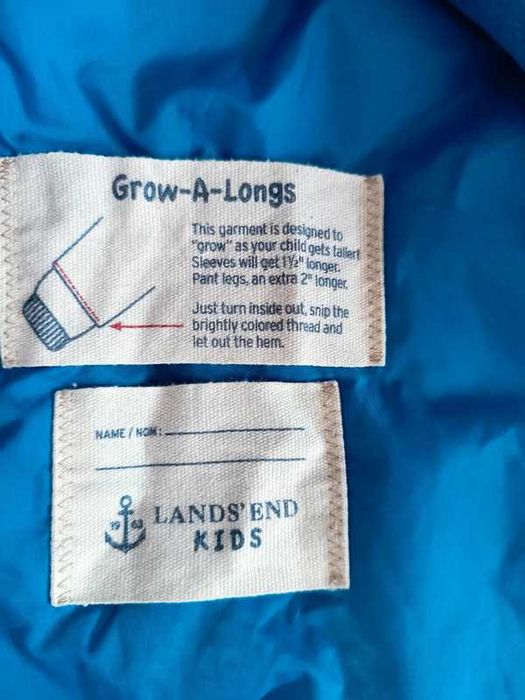 Grow-A-Longs
This garment is designed to
"grow" as your child gets taller!
Sleeves will get 1½" longer.
Pant legs, an extra 2" longer.
Just turn inside out, snip the
brightly colored thread and
let out the hem.
NAME / NOM:
19 63
LANDS' END
KIDS